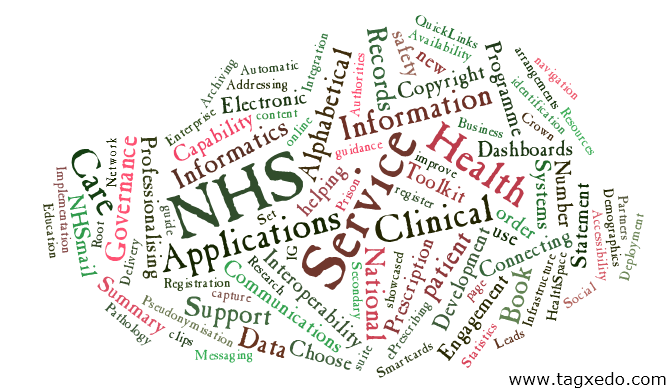 QuickLinks
Availability
new
safety
Records
Integration
Authorities
Alphabetical
Automatic
Addressing
Archiving
Electronic
Enterprise
content
online
Capability
Informatics
Copyright
Programme
arrangements
navigation
identification
Resources
Crown
Information
guidance
Business
Dashboards
Health
improve
Toolkit
Systems
Number
Statement
Partners
Demographics
Accessibility
Deployment
Professionalising
Network
Governance
Care
NHSmail
Root
Implementation
Education
guide
Delivery
NHS
Set
helping
Prison
Service
register
Clinical
order
use
Connecting
Applications
IG
Registration
capture
Research
Interoperability
Communications
Secondary
National
showcased
Prescription
patient
Development
page
Engagement
Book
Infrastructure
HealthSpace
Social
Summary
Pathology
Pseudonymisation
Support
clips
Messaging
Data
Choose
suite
ePrescribing
Smartcards
Statistics
Leads
www.tagxedo.com